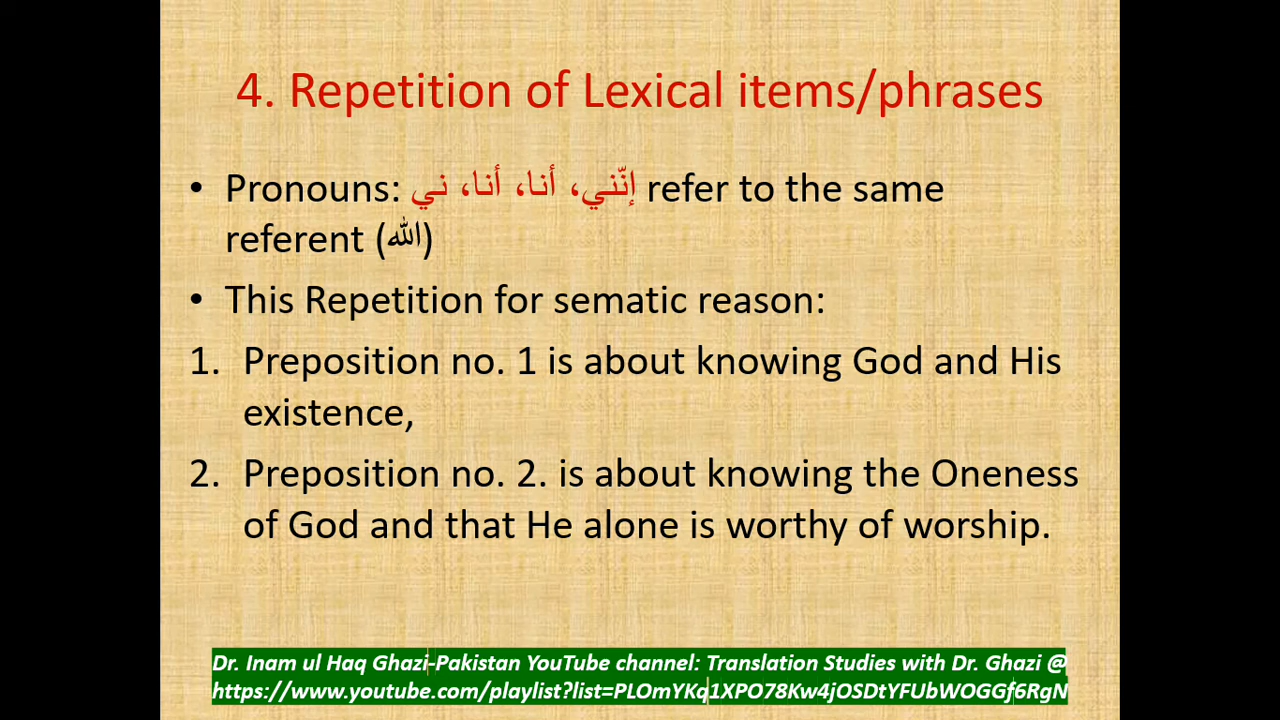 4. Repetition of Lexical items/phrases
• Pronouns: إنّني، أنا، أنا، ني refer to the same
referent (الله)
• This Repetition for sematic reason:
1. Preposition no. 1 is about knowing God and His
existence,
2. Preposition no. 2. is about knowing the Oneness
of God and that He alone is worthy of worship.
Dr. Inam ul Haq Ghazi-Pakistan YouTube channel: Translation Studies with Dr. Ghazi @
https://www.youtube.com/playlist?list=PLOmYKq1XPO78Kw4jOSDtYFUbWOGGf6RgN